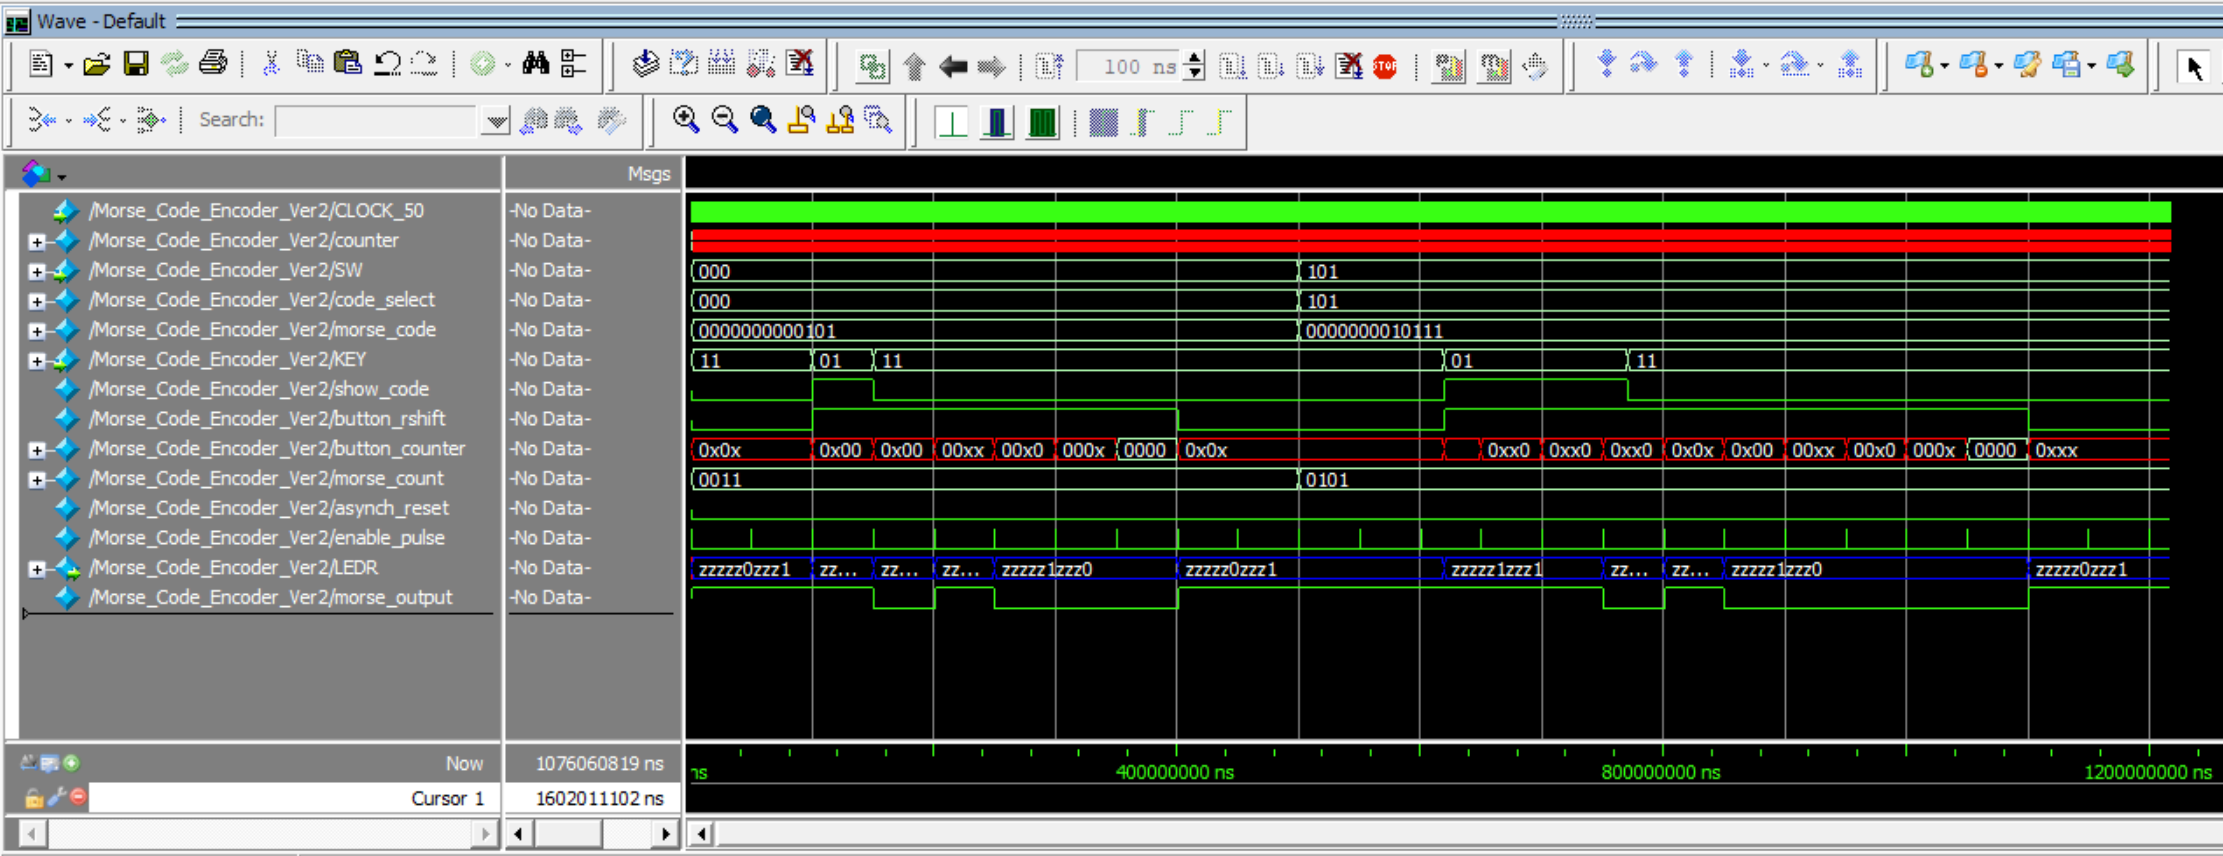 Wave - Default
100 ns
STOP
Search:
Msgs
/Morse_Code_Encoder_Ver2/CLOCK_50 -No Data-
/Morse_Code_Encoder_Ver2/counter -No Data-
/Morse_Code_Encoder_Ver2/SW -No Data- 000 101
/Morse_Code_Encoder_Ver2/code_select -No Data- 000 101
/Morse_Code_Encoder_Ver2/morse_code -No Data- 0000000000101 0000000010111
/Morse_Code_Encoder_Ver2/KEY -No Data- 11 01 11 01 11
/Morse_Code_Encoder_Ver2/show_code -No Data-
/Morse_Code_Encoder_Ver2/button_rshift -No Data-
/Morse_Code_Encoder_Ver2/button_counter -No Data- 0x0x 0x00 0x00 00xx 00x0 000x 0000 0x0x 0xx0 0xx0 0xx0 0x0x 0x00 00xx 00x0 000x 0000 0xxx
/Morse_Code_Encoder_Ver2/morse_count -No Data- 0011 0101
/Morse_Code_Encoder_Ver2/asynch_reset -No Data-
/Morse_Code_Encoder_Ver2/enable_pulse -No Data-
/Morse_Code_Encoder_Ver2/LEDR -No Data- zzzzz0zzz1 zz... zz... zz... zzzzz1zzz0 zzzzz0zzz1 zzzzz1zzz1 zz... zz... zzzzz1zzz0 zzzzz0zzz1
/Morse_Code_Encoder_Ver2/morse_output -No Data-
Now 1076060819 ns ns 400000000 ns 800000000 ns 1200000000 ns
Cursor 1 1602011102 ns